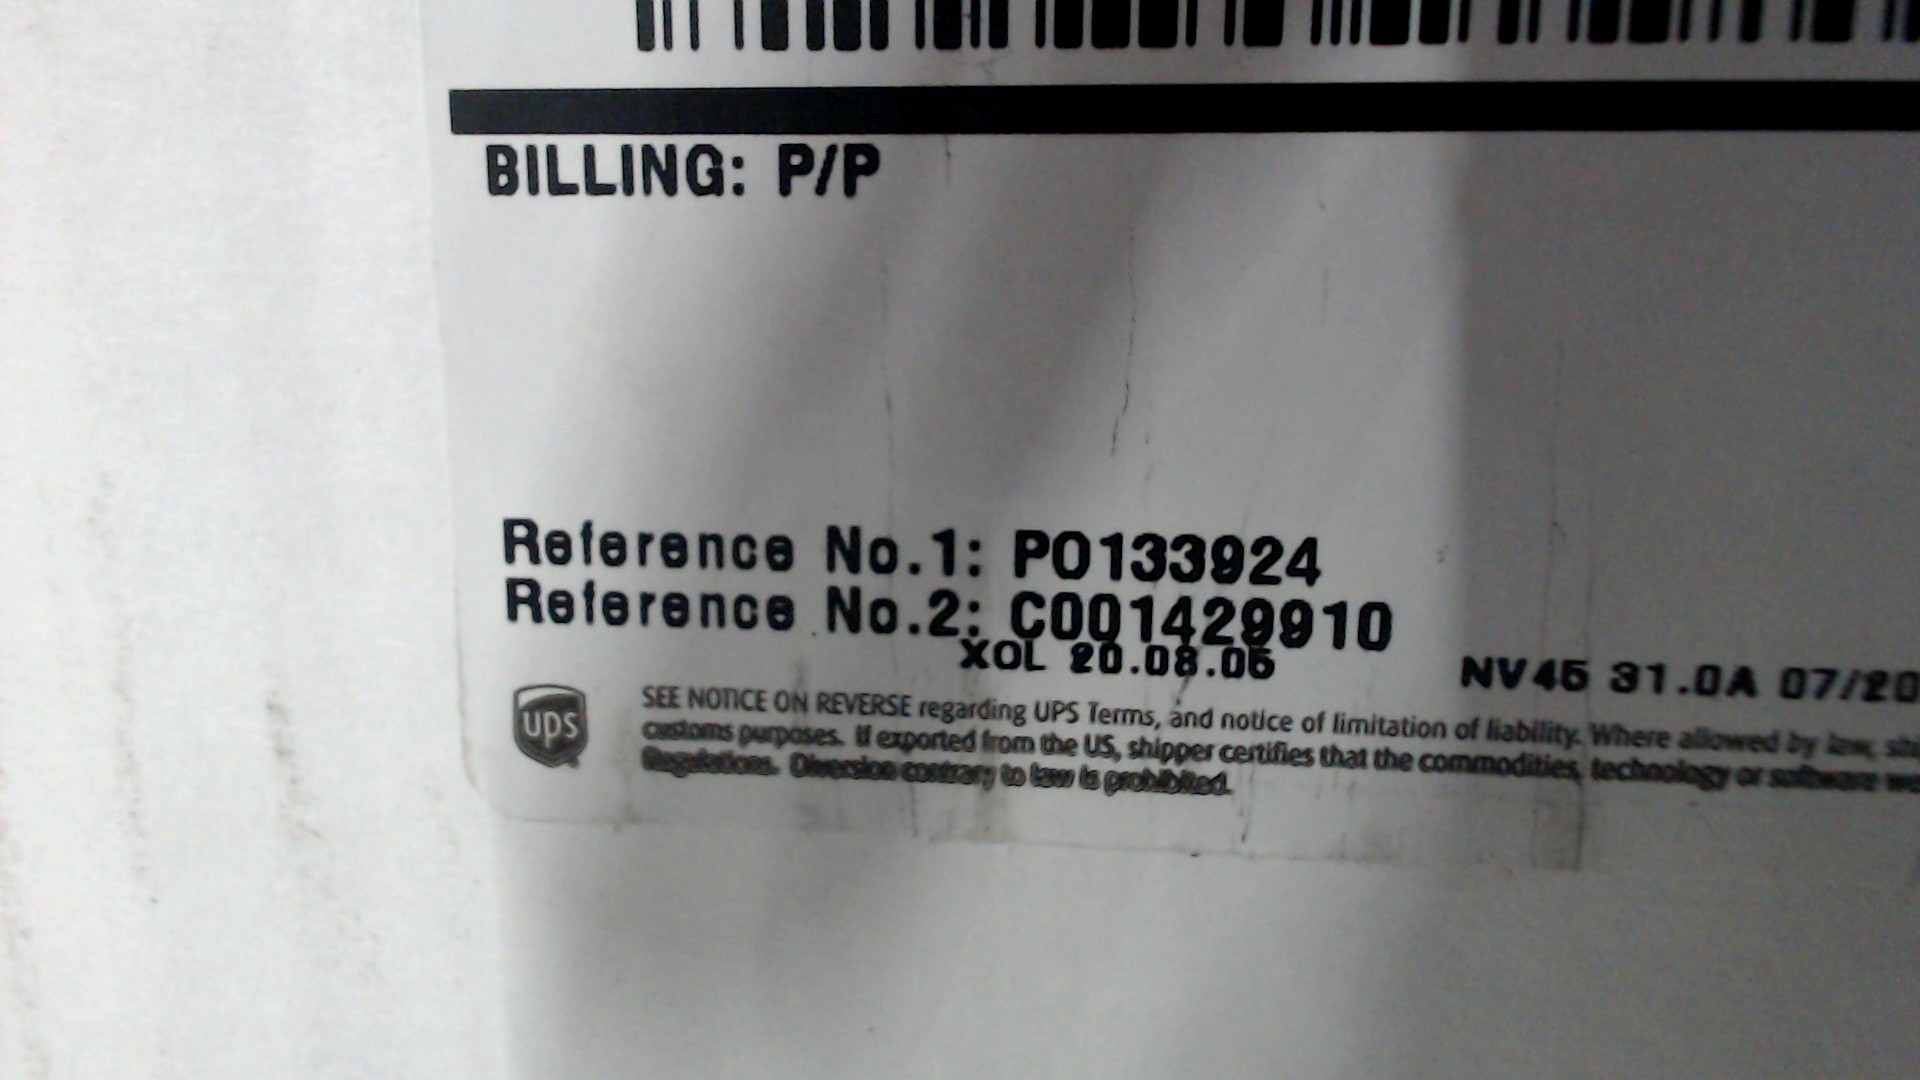 BILLING: P/P
Reference No.1: PO133924
Reference No.2: C001429910
XOL 20.08.06
NV45 31.0A 07/20
ups
SEE NOTICE ON REVERSE regarding UPS Terms, and notice of limitation of liability. Where allowed by law,
customs purposes. If exported from the US, shipper certifies that the commodities, technology or software
Regulations. Diversion contrary to law is prohibited.